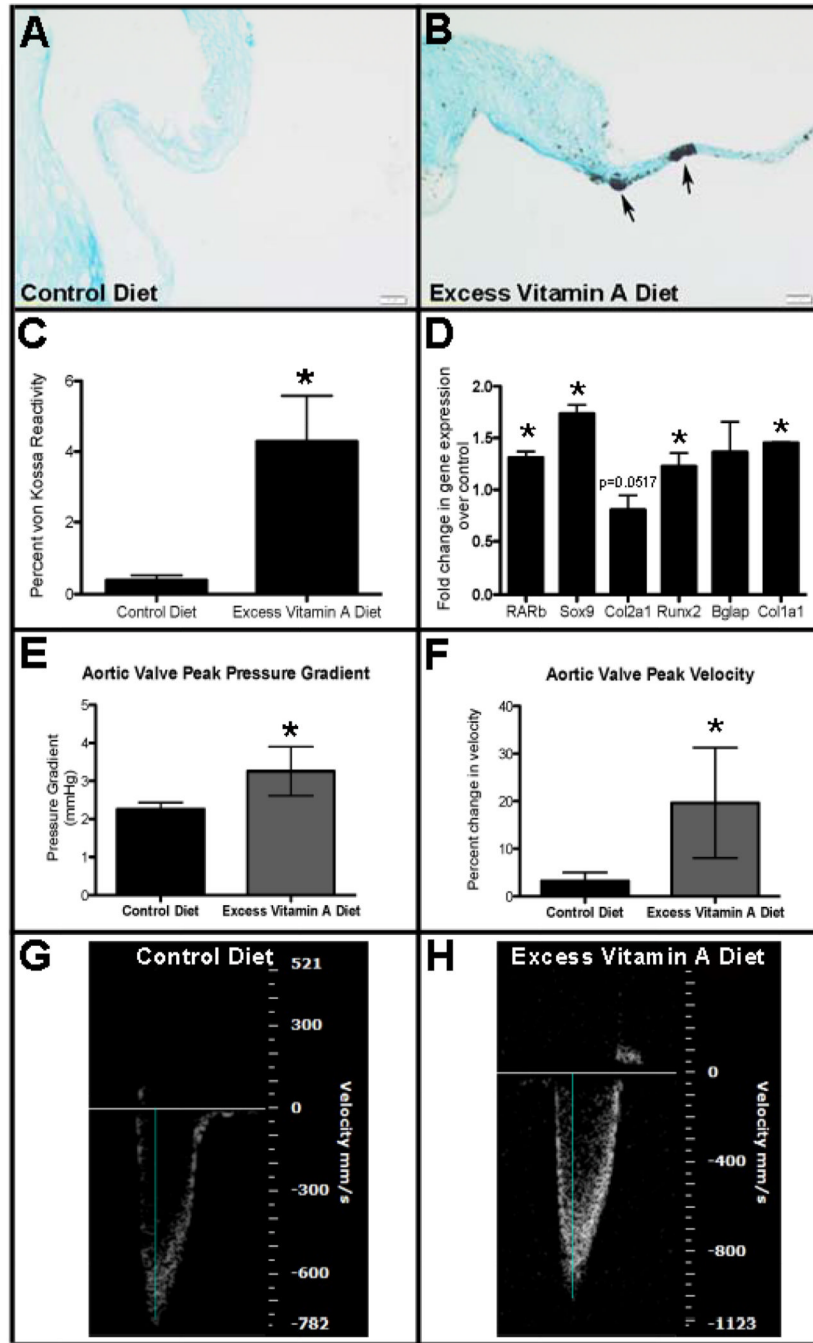 A
Control Diet
B
Excess Vitamin A Diet
C
Percent von Kossa Reactivity
6
4
2
0
*
Control Diet Excess Vitamin A Diet
D
Fold change in gene expression
over control
2.0
1.5
1.0
0.5
0.0
*
*
p=0.0517
*
*
RARb Sox9 Col2a1 Runx2 Bglap Col1a1
E
Aortic Valve Peak Pressure Gradient
Pressure Gradient
(mmHg)
5
4
3
2
1
0
*
Control Diet Excess Vitamin A Diet
F
Aortic Valve Peak Velocity
Percent change in velocity
40
30
20
10
0
*
Control Diet Excess Vitamin A Diet
G
Control Diet
521
300
0
-300
-600
-782
Velocity mm/s
H
Excess Vitamin A Diet
0
-400
-800
-1123
Velocity mm/s